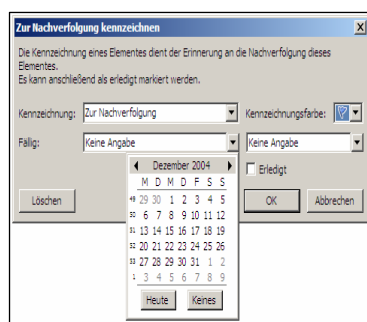 Zur Nachverfolgung kennzeichnen
Die Kennzeichnung eines Elementes dient der Erinnerung an die Nachverfolgung dieses
Elementes.
Es kann anschließend als erledigt markiert werden.
Kennzeichnung: Zur Nachverfolgung Kennzeichnungsfarbe:
Fällig: Keine Angabe Keine Angabe
Dezember 2004
Erledigt
M D M D F S S
49 29 30 1 2 3 4 5
50 6 7 8 9 10 11 12
51 13 14 15 16 17 18 19
52 20 21 22 23 24 25 26
53 27 28 29 30 31 1 2
1 3 4 5 6 7 8 9
Löschen OK Abbrechen
Heute Keines